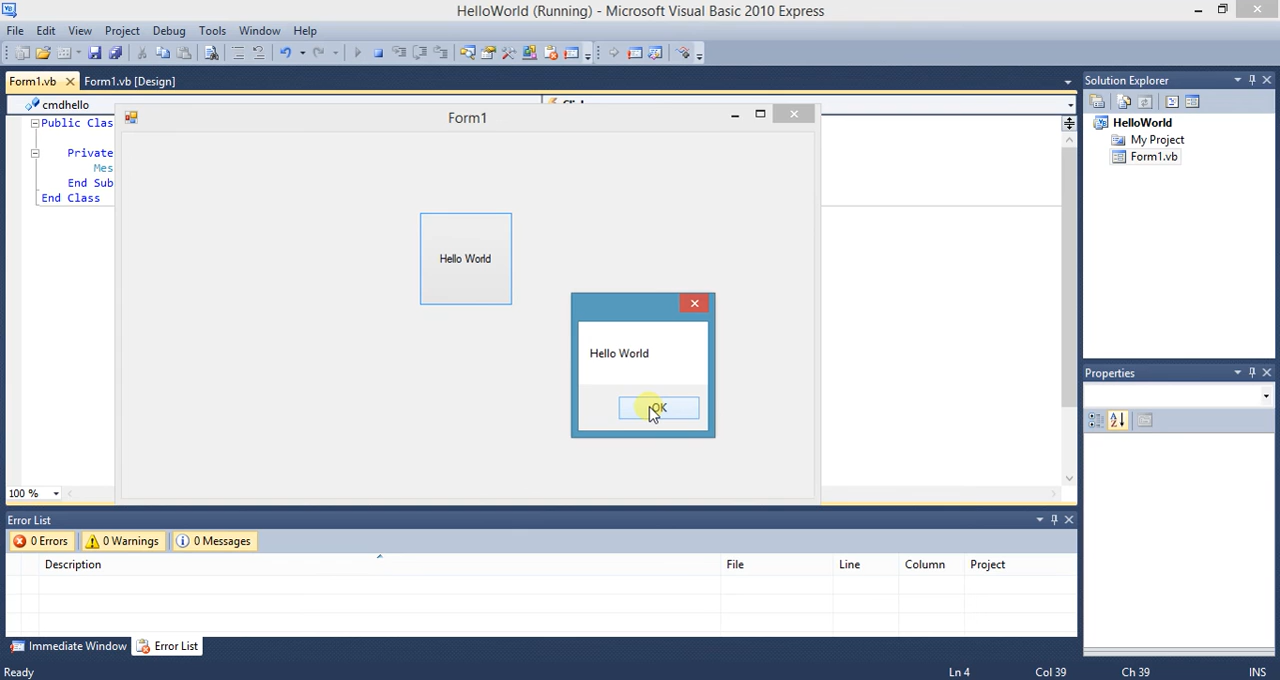 HelloWorld (Running) - Microsoft Visual Basic 2010 Express
File Edit View Project Debug Tools Window Help
Form1.vb Form1.vb [Design]
cmdhello
Public Clas
Private
Mes
End Sub
End Class
100 %
Form1
Hello World
Hello World
OK
Solution Explorer
HelloWorld
My Project
Form1.vb
Properties
Error List
0 Errors 0 Warnings 0 Messages
Description File Line Column Project
Immediate Window Error List
Ready Ln 4 Col 39 Ch 39 INS